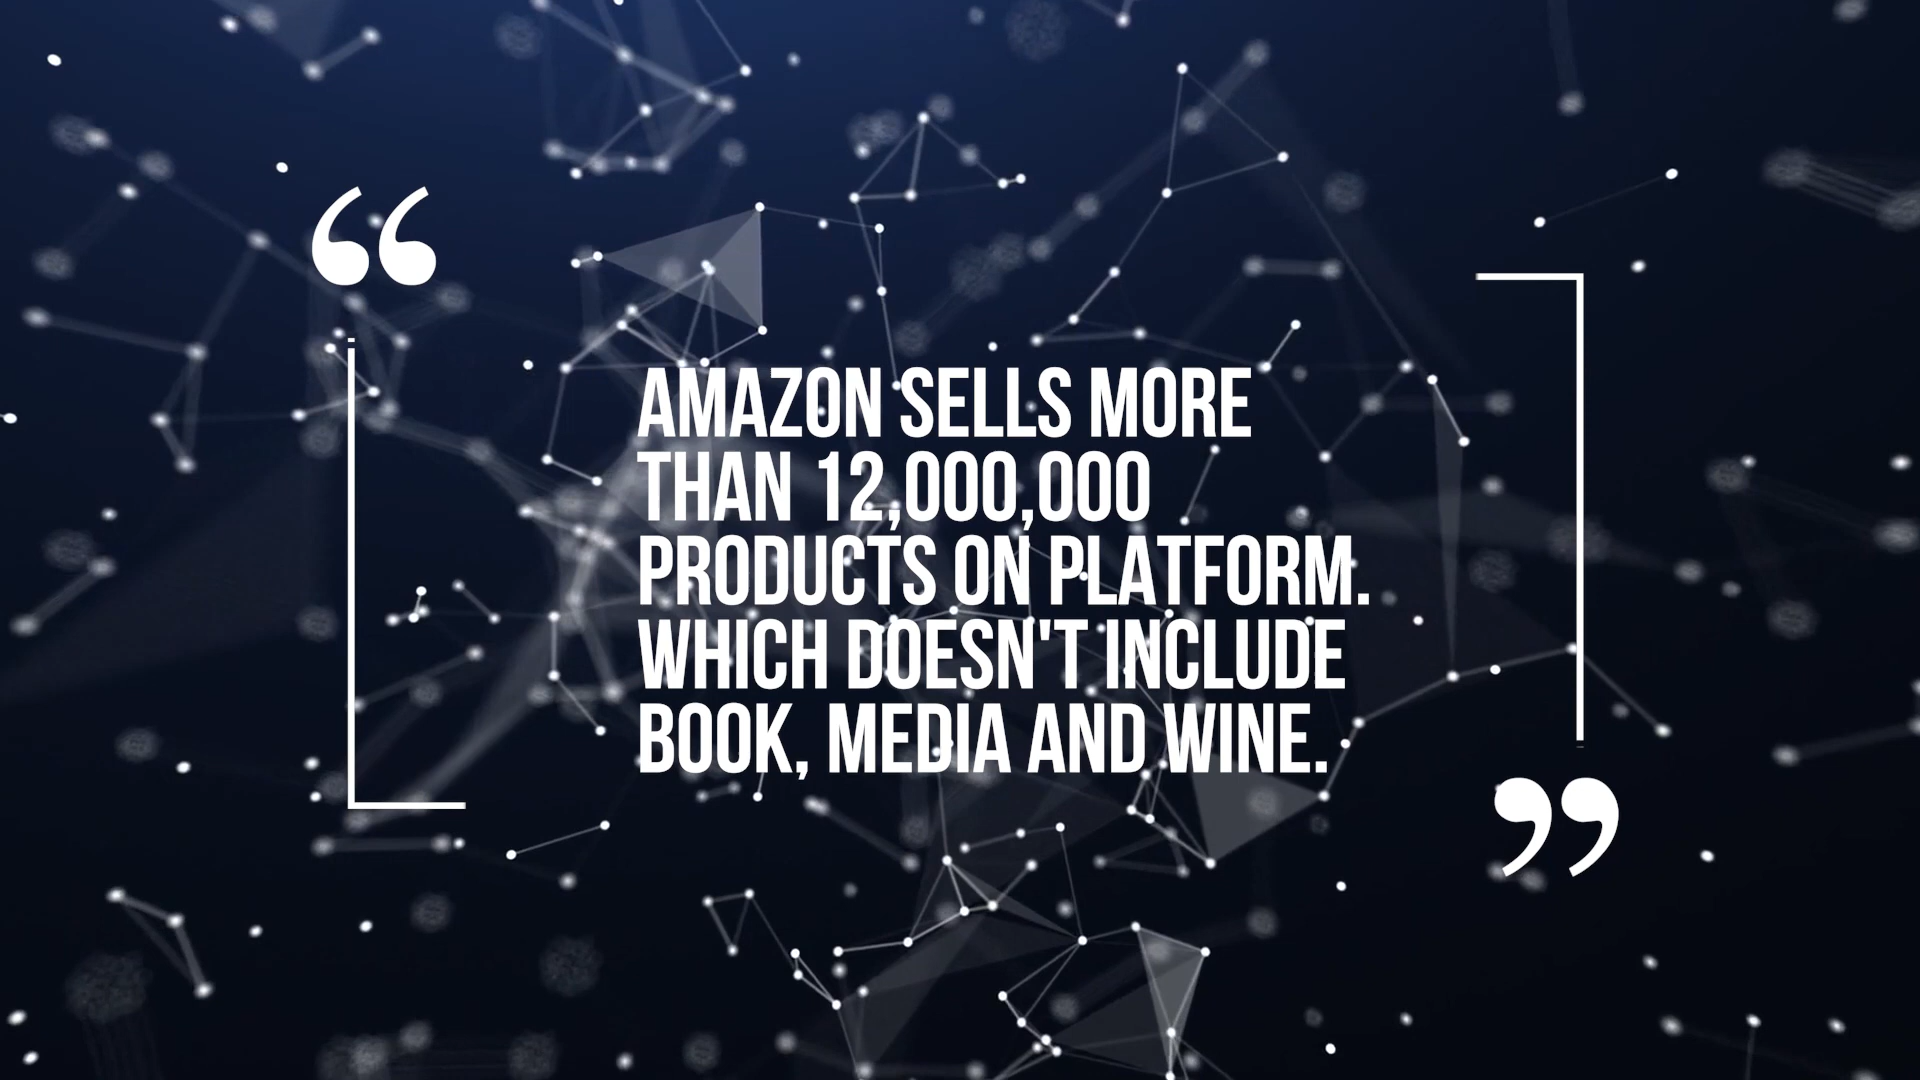 “
AMAZON SELLS MORE
THAN 12,000,000
PRODUCTS ON PLATFORM.
WHICH DOESN'T INCLUDE
BOOK, MEDIA AND WINE.
”